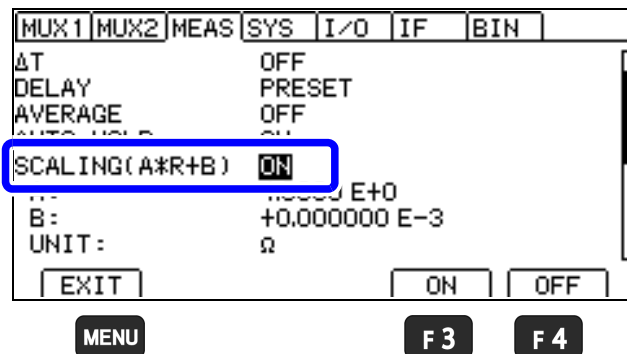 MUX1 MUX2 MEAS SYS I/O IF BIN
ΔT OFF
DELAY PRESET
AVERAGE OFF
SCALING(A*R+B) ON
E+0
B: +0.000000 E-3
UNIT: Ω
EXIT ON OFF
MENU F3 F4